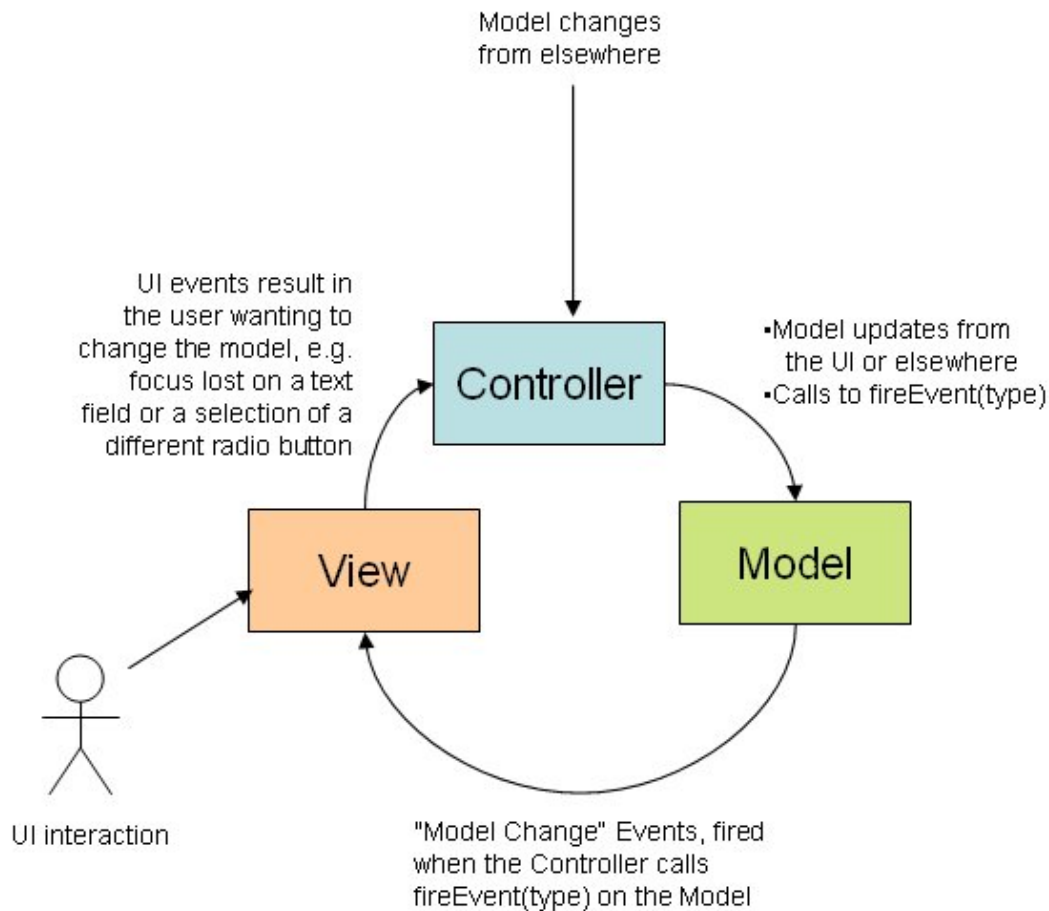 Model changes
from elsewhere
UI events result in
the user wanting to
change the model, e.g.
focus lost on a text
field or a selection of a
different radio button
Controller
▪Model updates from
the UI or elsewhere
▪Calls to fireEvent(type)
View
Model
UI interaction
"Model Change" Events, fired
when the Controller calls
fireEvent(type) on the Model